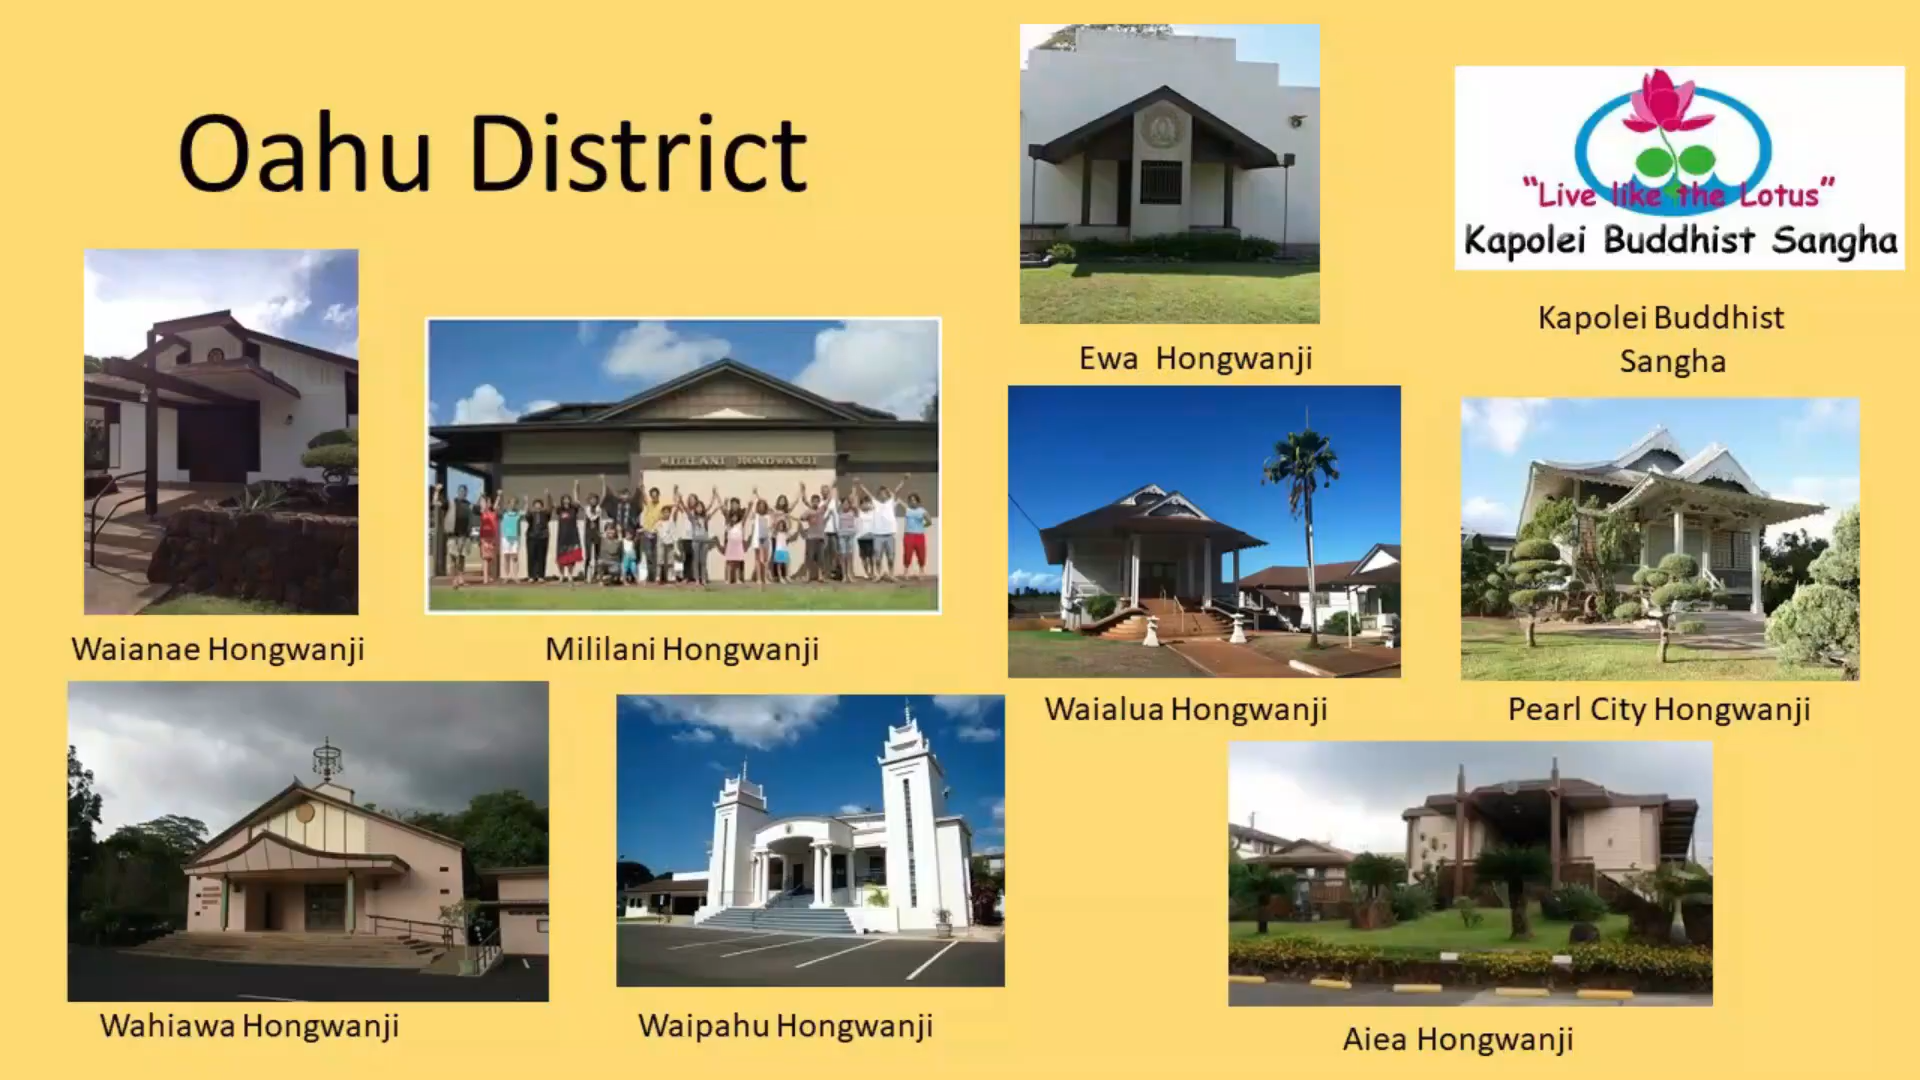 Oahu District
"Live like the Lotus"
Kapolei Buddhist Sangha
Kapolei Buddhist
Sangha
Ewa Hongwanji
MILILANI HONGWANJI
Waianae Hongwanji
Mililani Hongwanji
Waialua Hongwanji
Pearl City Hongwanji
Wahiawa Hongwanji
Waipahu Hongwanji
Aiea Hongwanji